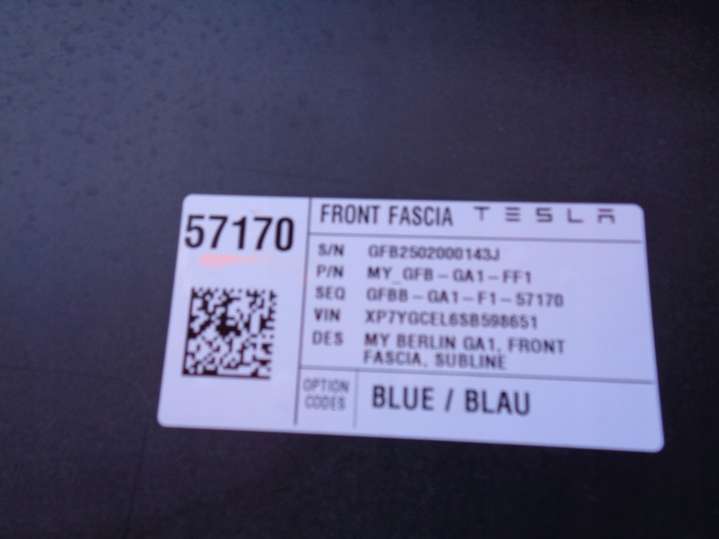 57170
FRONT FASCIA TESLA
S/N GFB2502000143J
P/N MY_GFB-GA1-FF1
SEQ GFBB-GA1-F1-57170
VIN XP7YGCEL6SB598651
DES MY BERLIN GA1, FRONT
FASCIA, SUBLINE
OPTION
CODES
BLUE / BLAU